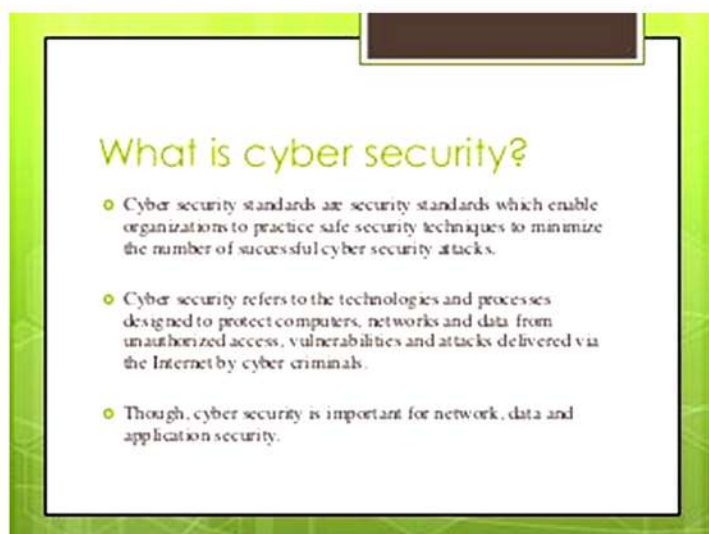 What is cyber security?
Cyber security standards are security standards which enable
organizations to practice safe security techniques to minimize
the number of successful cyber security attacks.
Cyber security refers to the technologies and processes
designed to protect computers, networks and data from
unauthorized access, vulnerabilities and attacks delivered via
the Internet by cyber criminals.
Though, cyber security is important for network, data and
application security.